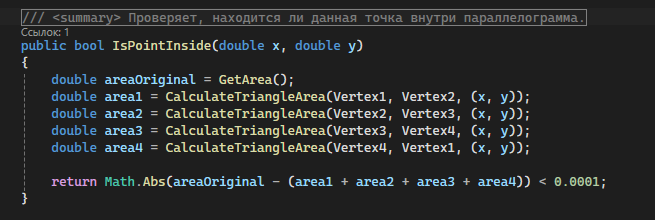 /// <summary> Проверяет, находится ли данная точка внутри параллелограмма.
Ссылок: 1
public bool IsPointInside(double x, double y)
{
    double areaOriginal = GetArea();
    double area1 = CalculateTriangleArea(Vertex1, Vertex2, (x, y));
    double area2 = CalculateTriangleArea(Vertex2, Vertex3, (x, y));
    double area3 = CalculateTriangleArea(Vertex3, Vertex4, (x, y));
    double area4 = CalculateTriangleArea(Vertex4, Vertex1, (x, y));
    return Math.Abs(areaOriginal - (area1 + area2 + area3 + area4)) < 0.0001;
}